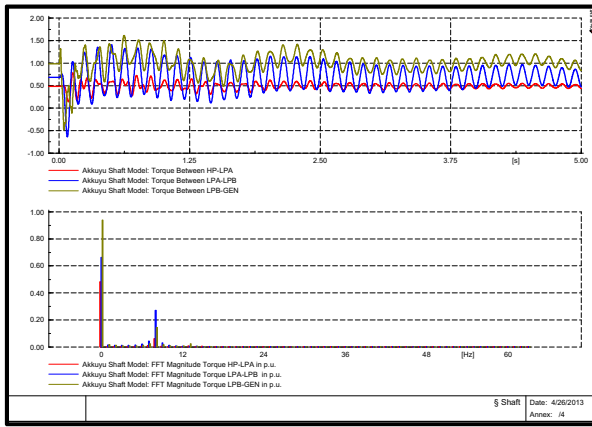 2.00
1.50
1.00
0.50
0.00
-0.50
-1.00
0.00 1.25 2.50 3.75 [s] 5.00
Akkuyu Shaft Model: Torque Between HP-LPA
Akkuyu Shaft Model: Torque Between LPA-LPB
Akkuyu Shaft Model: Torque Between LPB-GEN
1.00
0.80
0.60
0.40
0.20
0.00
0 12 24 36 48 [Hz] 60
Akkuyu Shaft Model: FFT Magnitude Torque HP-LPA in p.u.
Akkuyu Shaft Model: FFT Magnitude Torque LPA-LPB in p.u.
Akkuyu Shaft Model: FFT Magnitude Torque LPB-GEN in p.u.
§ Shaft
Date: 4/26/2013
Annex: /4